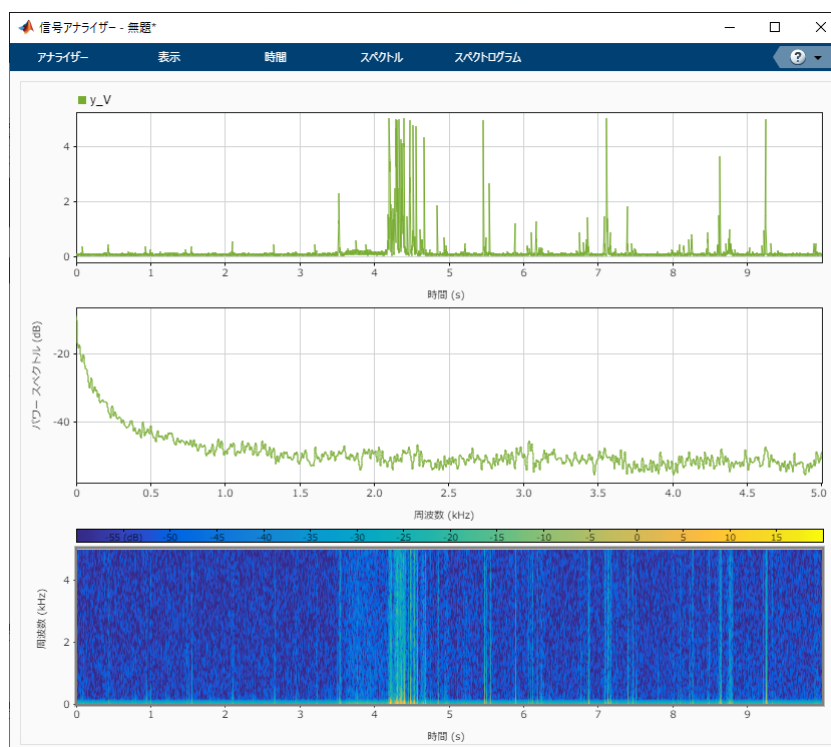 信号アナライザー - 無題*
アナライザー 表示 時間 スペクトル スペクトログラム ?
y_V
4
2
0
0 1 2 3 4 5 6 7 8 9
時間 (s)
パワー スペクトル (dB)
-20
-40
0 0.5 1.0 1.5 2.0 2.5 3.0 3.5 4.0 4.5 5.0
周波数 (kHz)
-55 (dB) -50 -45 -40 -35 -30 -25 -20 -15 -10 -5 0 5 10 15
周波数 (kHz)
4
2
0
0 1 2 3 4 5 6 7 8 9
時間 (s)